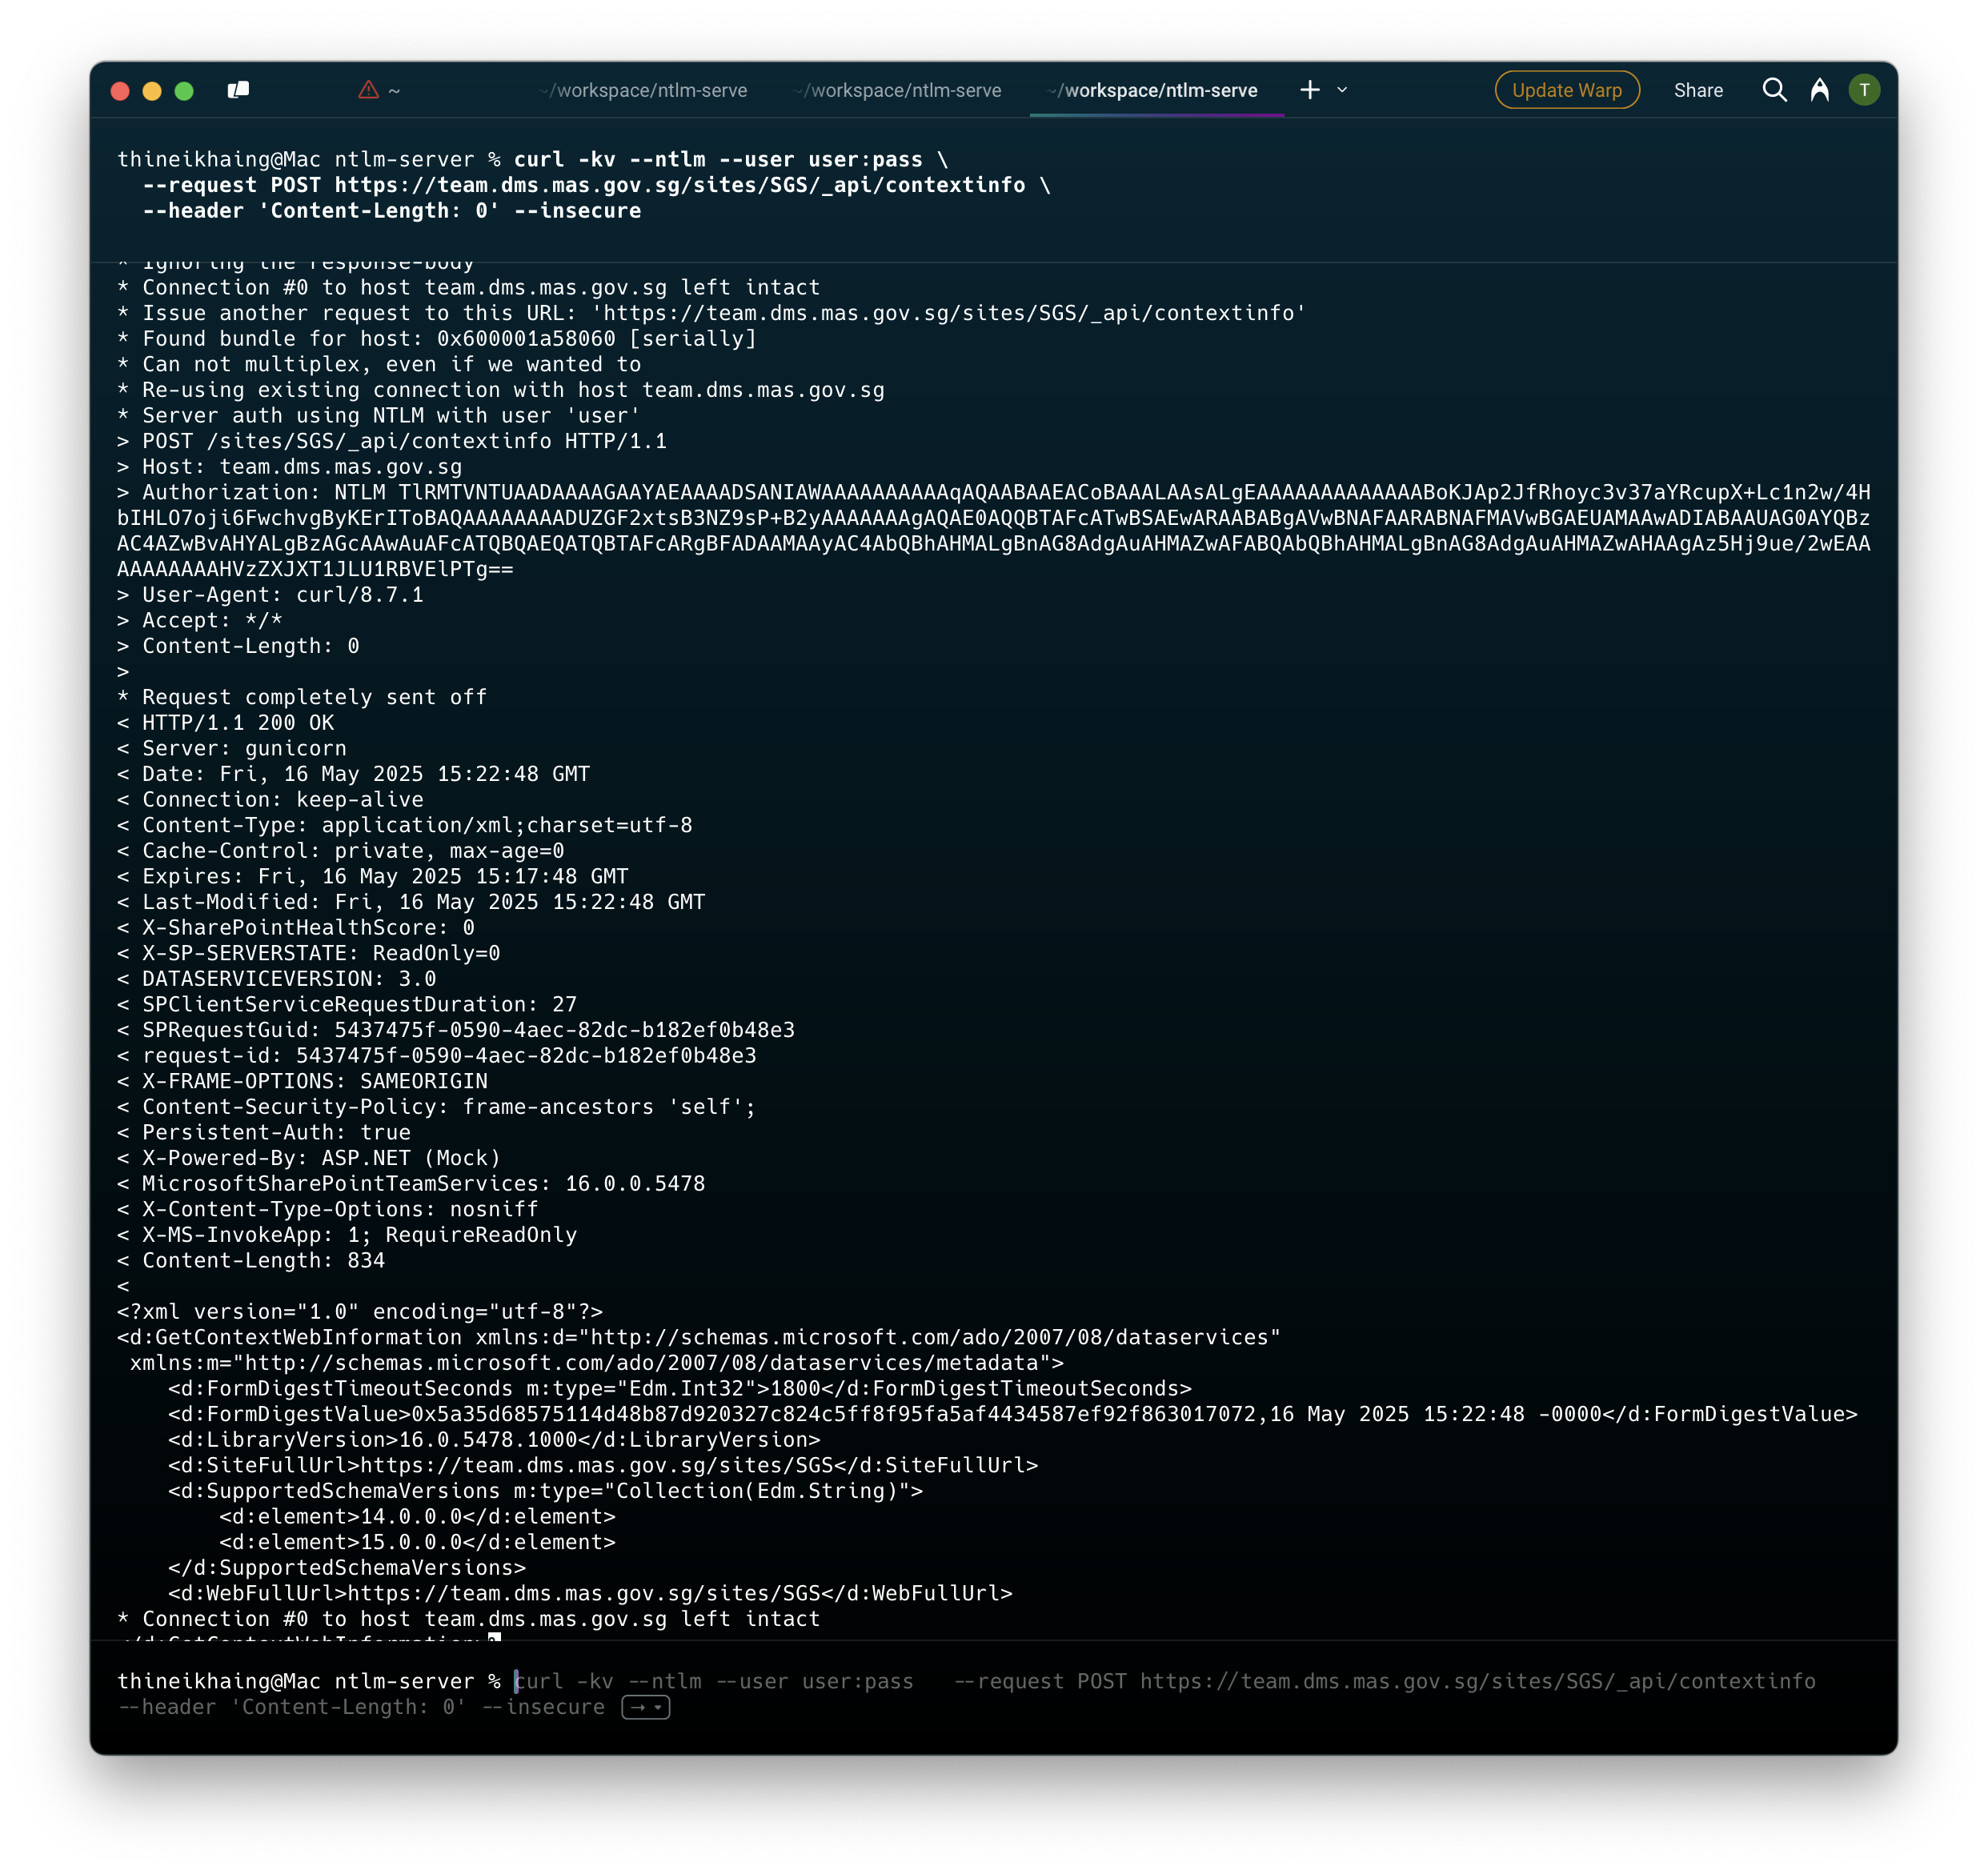 ~
~/workspace/ntlm-serve
~/workspace/ntlm-serve
~/workspace/ntlm-serve
Update Warp
Share
T
thineikhaing@Mac ntlm-server % curl -kv --ntlm --user user:pass \
--request POST https://team.dms.mas.gov.sg/sites/SGS/_api/contextinfo \
--header 'Content-Length: 0' --insecure
* Ignoring the response-body
* Connection #0 to host team.dms.mas.gov.sg left intact
* Issue another request to this URL: 'https://team.dms.mas.gov.sg/sites/SGS/_api/contextinfo'
* Found bundle for host: 0x600001a58060 [serially]
* Can not multiplex, even if we wanted to
* Re-using existing connection with host team.dms.mas.gov.sg
* Server auth using NTLM with user 'user'
> POST /sites/SGS/_api/contextinfo HTTP/1.1
> Host: team.dms.mas.gov.sg
> Authorization: NTLM TlRMTVNTUAADAAAAGAAYAEAAAADSANIAWAAAAAAAAAAqAQAABAAEACoBAAALAAsALgEAAAAAAAAAAAAABoKJAp2JfRhoyc3v37aYRcupX+Lc1n2w/4H
bIHLO7oji6FwchvgByKErIToBAQAAAAAAAADUZGF2xtsB3NZ9sP+B2yAAAAAAAgAQAE0AQQBTAFcATwBSAEwARAABABgAVwBNAFAARABNAFMAVwBGAEUAMAAwADIABAAUAG0AYQBz
AC4AZwBvAHYALgBzAGcAAwAuAFcATQBQAEQATQBTAFcARgBFADAAMAAyAC4AbQBhAHMALgBnAG8AdgAuAHMAZwAFABQAbQBhAHMALgBnAG8AdgAuAHMAZwAHAAgAz5Hj9ue/2wEAA
AAAAAAAAHVzZXJXT1JLU1RBVElPTg==
> User-Agent: curl/8.7.1
> Accept: */*
> Content-Length: 0
>
* Request completely sent off
< HTTP/1.1 200 OK
< Server: gunicorn
< Date: Fri, 16 May 2025 15:22:48 GMT
< Connection: keep-alive
< Content-Type: application/xml;charset=utf-8
< Cache-Control: private, max-age=0
< Expires: Fri, 16 May 2025 15:17:48 GMT
< Last-Modified: Fri, 16 May 2025 15:22:48 GMT
< X-SharePointHealthScore: 0
< X-SP-SERVERSTATE: ReadOnly=0
< DATASERVICEVERSION: 3.0
< SPClientServiceRequestDuration: 27
< SPRequestGuid: 5437475f-0590-4aec-82dc-b182ef0b48e3
< request-id: 5437475f-0590-4aec-82dc-b182ef0b48e3
< X-FRAME-OPTIONS: SAMEORIGIN
< Content-Security-Policy: frame-ancestors 'self';
< Persistent-Auth: true
< X-Powered-By: ASP.NET (Mock)
< MicrosoftSharePointTeamServices: 16.0.0.5478
< X-Content-Type-Options: nosniff
< X-MS-InvokeApp: 1; RequireReadOnly
< Content-Length: 834
<
<?xml version="1.0" encoding="utf-8"?>
<d:GetContextWebInformation xmlns:d="http://schemas.microsoft.com/ado/2007/08/dataservices"
xmlns:m="http://schemas.microsoft.com/ado/2007/08/dataservices/metadata">
<d:FormDigestTimeoutSeconds m:type="Edm.Int32">1800</d:FormDigestTimeoutSeconds>
<d:FormDigestValue>0x5a35d68575114d48b87d920327c824c5ff8f95fa5af4434587ef92f863017072,16 May 2025 15:22:48 -0000</d:FormDigestValue>
<d:LibraryVersion>16.0.5478.1000</d:LibraryVersion>
<d:SiteFullUrl>https://team.dms.mas.gov.sg/sites/SGS</d:SiteFullUrl>
<d:SupportedSchemaVersions m:type="Collection(Edm.String)">
<d:element>14.0.0.0</d:element>
<d:element>15.0.0.0</d:element>
</d:SupportedSchemaVersions>
<d:WebFullUrl>https://team.dms.mas.gov.sg/sites/SGS</d:WebFullUrl>
* Connection #0 to host team.dms.mas.gov.sg left intact
</d:GetContextWebInformation>
thineikhaing@Mac ntlm-server % curl -kv --ntlm --user user:pass --request POST https://team.dms.mas.gov.sg/sites/SGS/_api/contextinfo
--header 'Content-Length: 0' --insecure